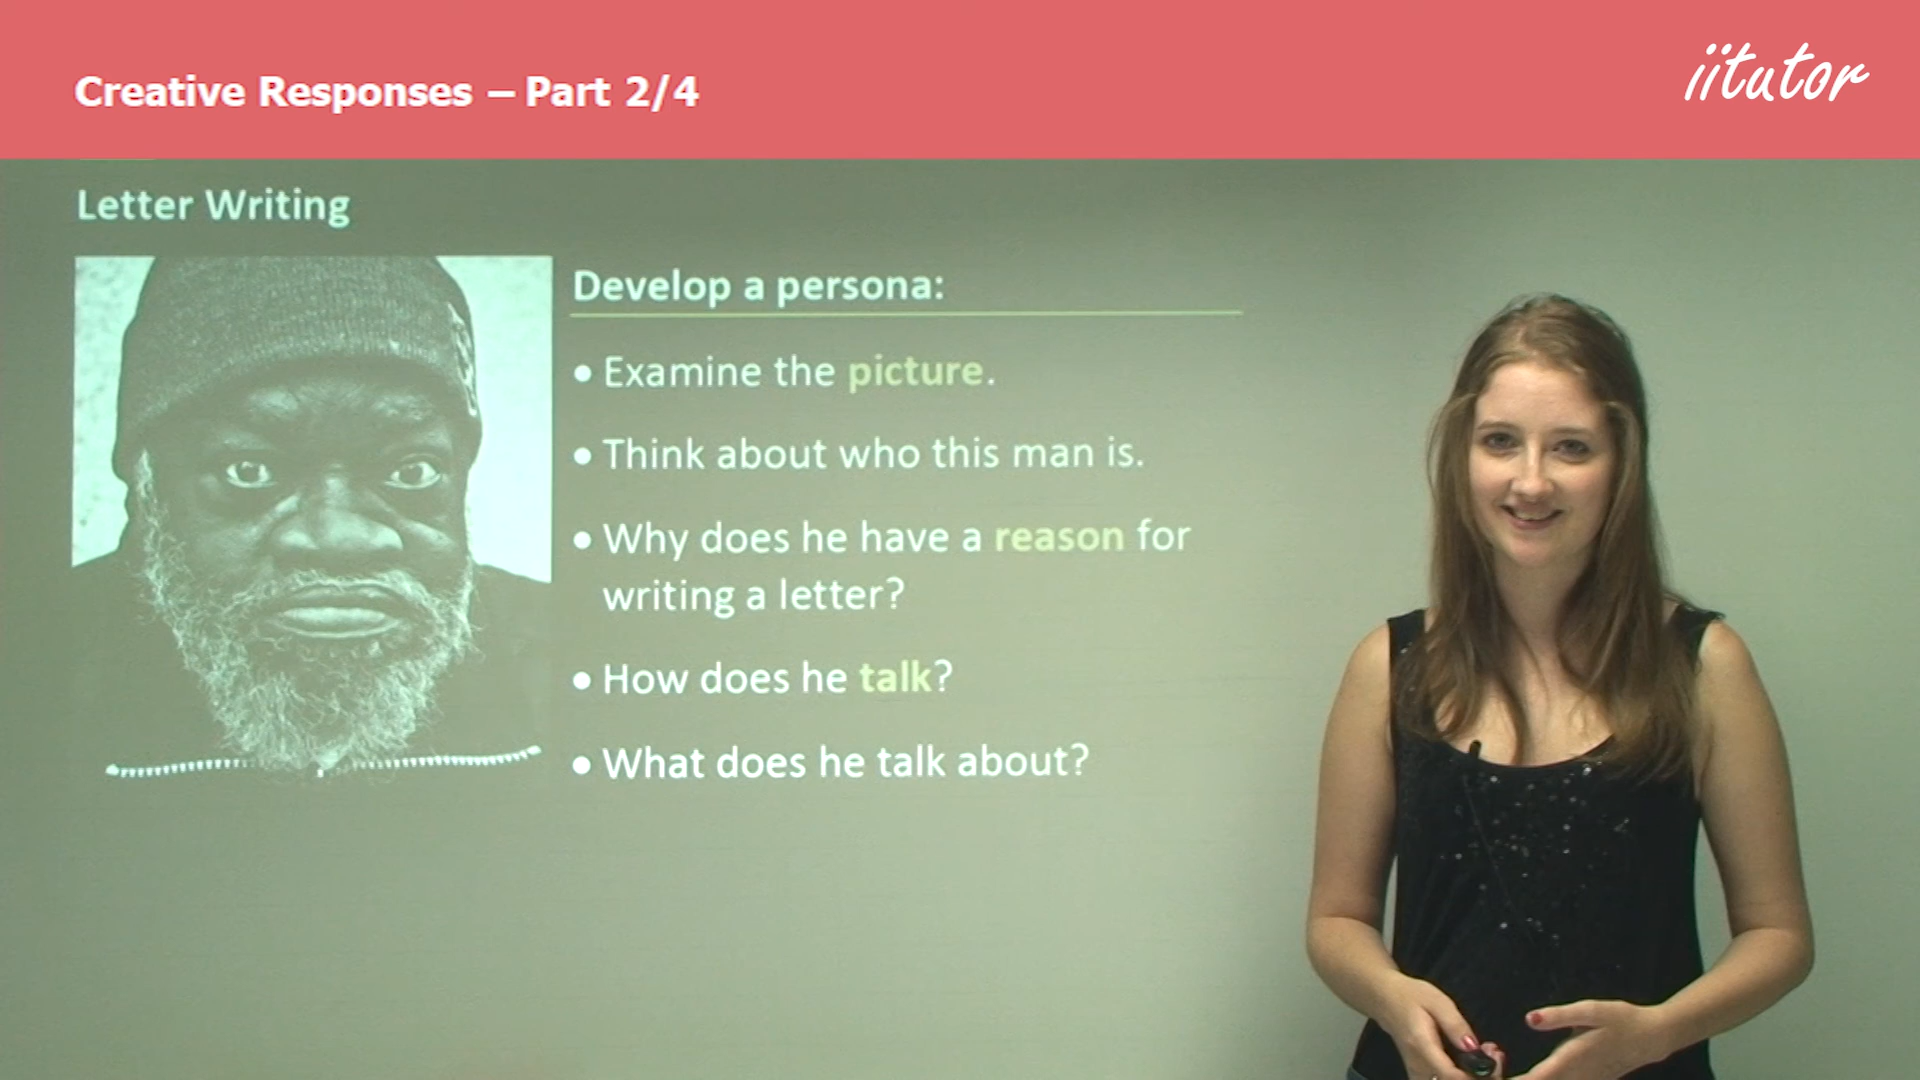 Creative Responses – Part 2/4
iitutor
Letter Writing
Develop a persona:
• Examine the picture.
• Think about who this man is.
• Why does he have a reason for
writing a letter?
• How does he talk?
• What does he talk about?